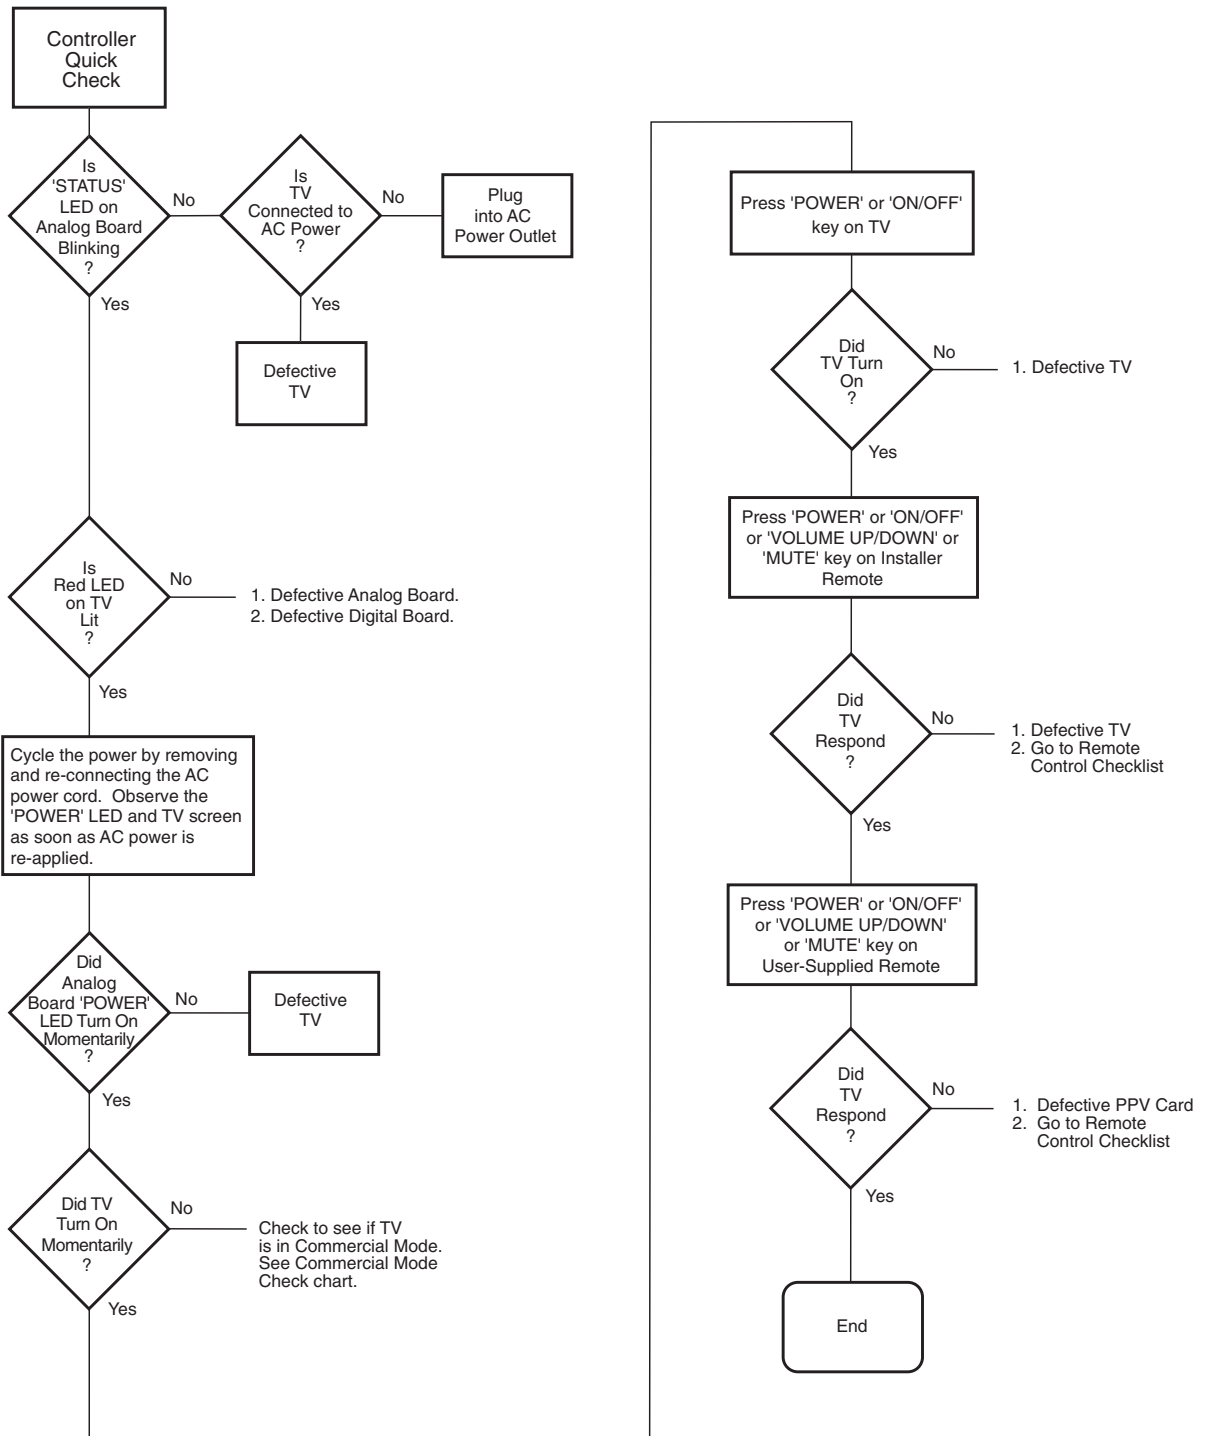 Controller
Quick
Check
Is
'STATUS'
LED on
Analog Board
Blinking
?
No
Is
TV
Connected to
AC Power
?
No
Plug
into AC
Power Outlet
Yes
Yes
Defective
TV
Is
Red LED
on TV
Lit
?
No
1. Defective Analog Board.
2. Defective Digital Board.
Yes
Cycle the power by removing
and re-connecting the AC
power cord. Observe the
'POWER' LED and TV screen
as soon as AC power is
re-applied.
Did
Analog
Board 'POWER'
LED Turn On
Momentarily
?
No
Defective
TV
Yes
Did TV
Turn On
Momentarily
?
No
Check to see if TV
is in Commercial Mode.
See Commercial Mode
Check chart.
Yes
Press 'POWER' or 'ON/OFF'
key on TV
Did
TV Turn
On
?
No
1. Defective TV
Yes
Press 'POWER' or 'ON/OFF'
or 'VOLUME UP/DOWN' or
'MUTE' key on Installer
Remote
Did
TV
Respond
?
No
1. Defective TV
2. Go to Remote
Control Checklist
Yes
Press 'POWER' or 'ON/OFF'
or 'VOLUME UP/DOWN'
or 'MUTE' key on
User-Supplied Remote
Did
TV
Respond
?
No
1. Defective PPV Card
2. Go to Remote
Control Checklist
Yes
End